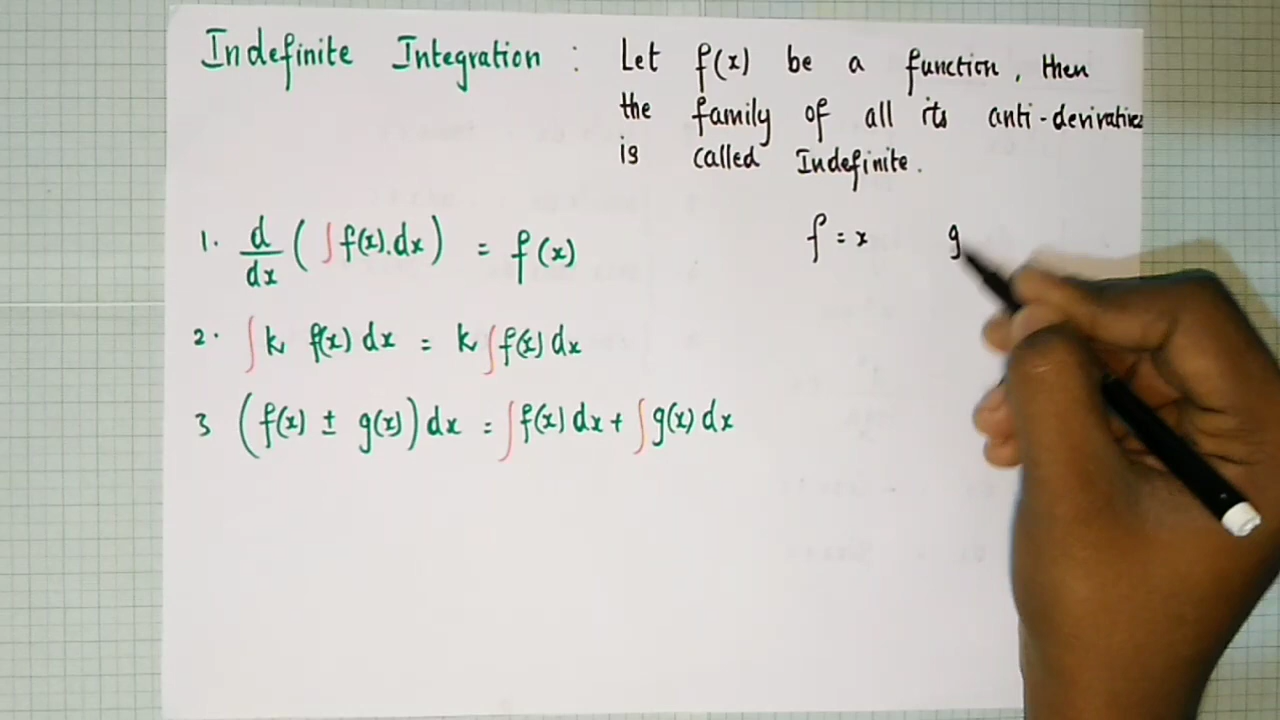 Indefinite Integration : Let f(x) be a function, then
the family of all its anti-derivatives
is called Indefinite.
1. d/dx ( ∫ f(x).dx ) = f(x)
f = x g
2. ∫ k f(x) dx = k ∫ f(x) dx
3 (f(x) ± g(x)) dx = ∫ f(x) dx + ∫ g(x) dx